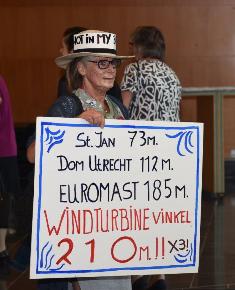 NOT IN MY
ST. JAN 73 M.
DOM UTRECHT 112 M.
EUROMAST 185 M.
WINDTURBINE VINKEL
210 M.!! X3!